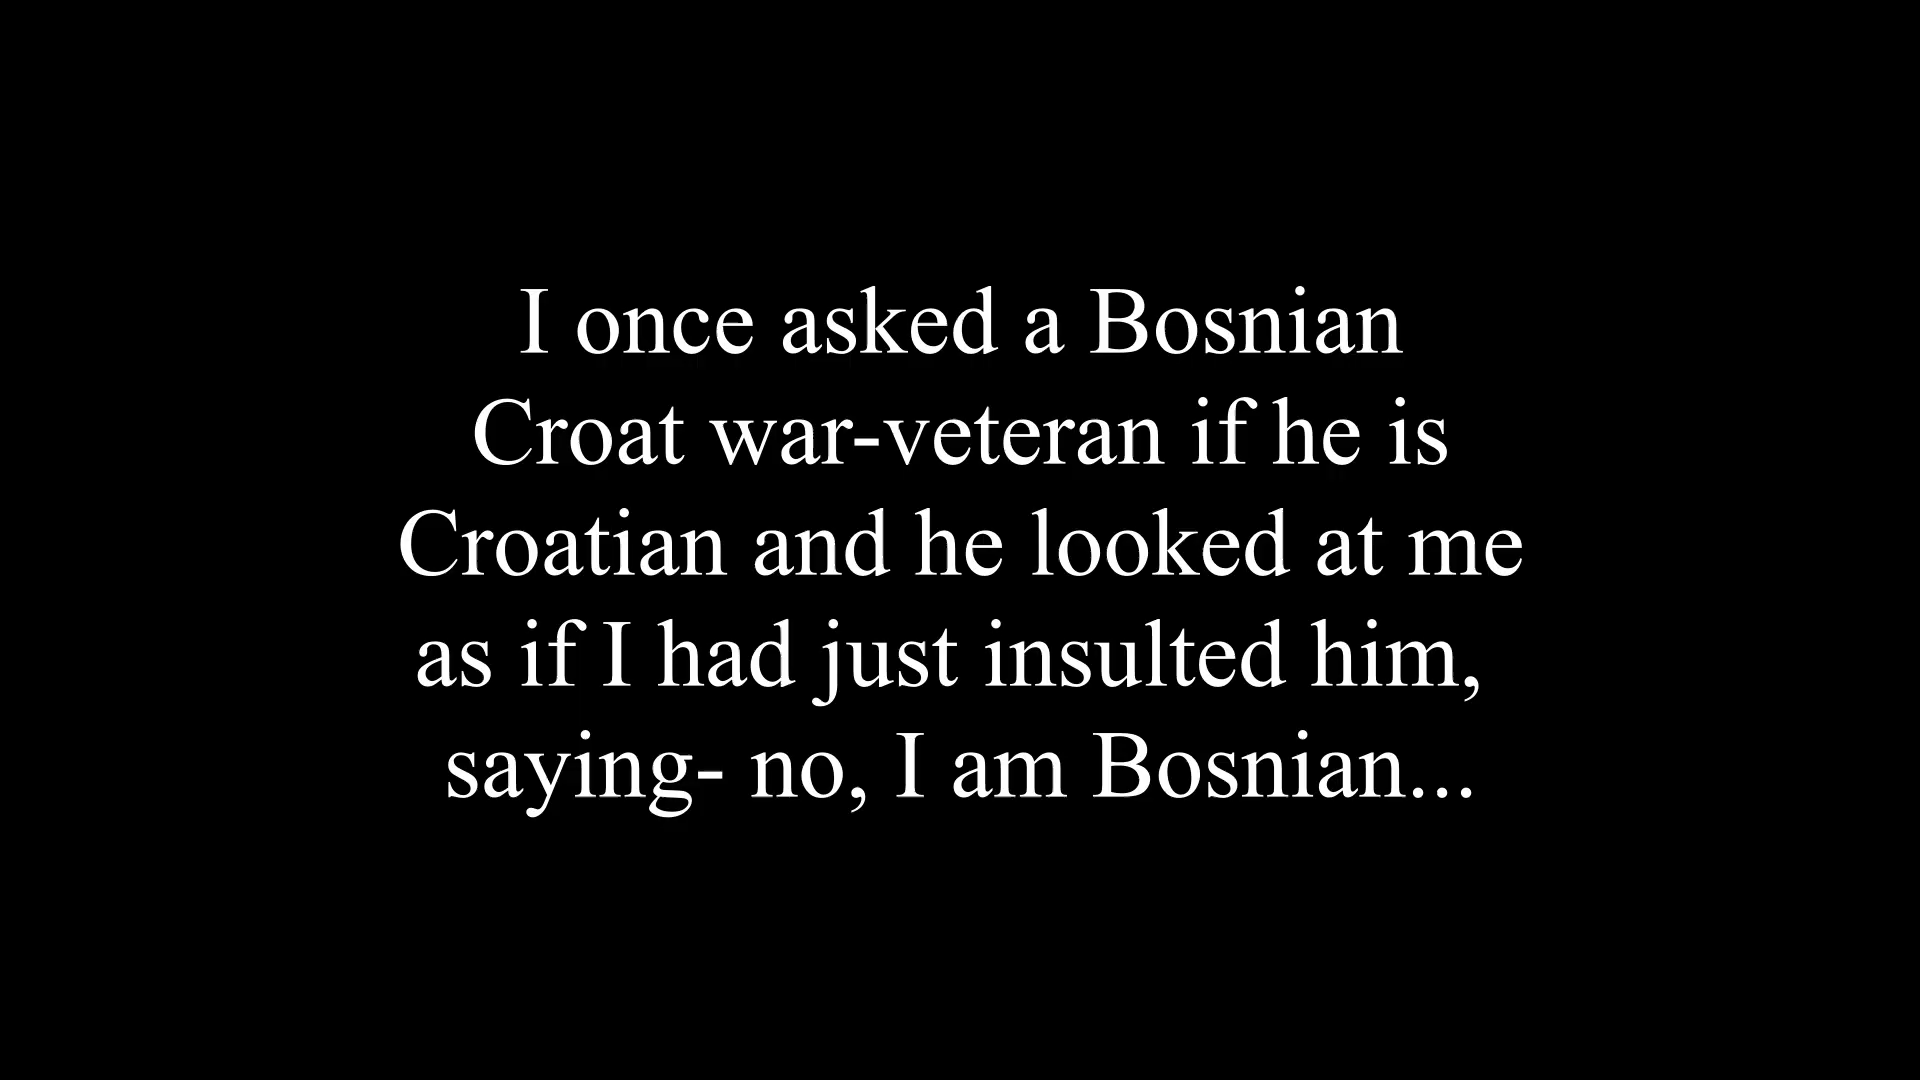 I once asked a Bosnian
Croat war-veteran if he is
Croatian and he looked at me
as if I had just insulted him,
saying- no, I am Bosnian...